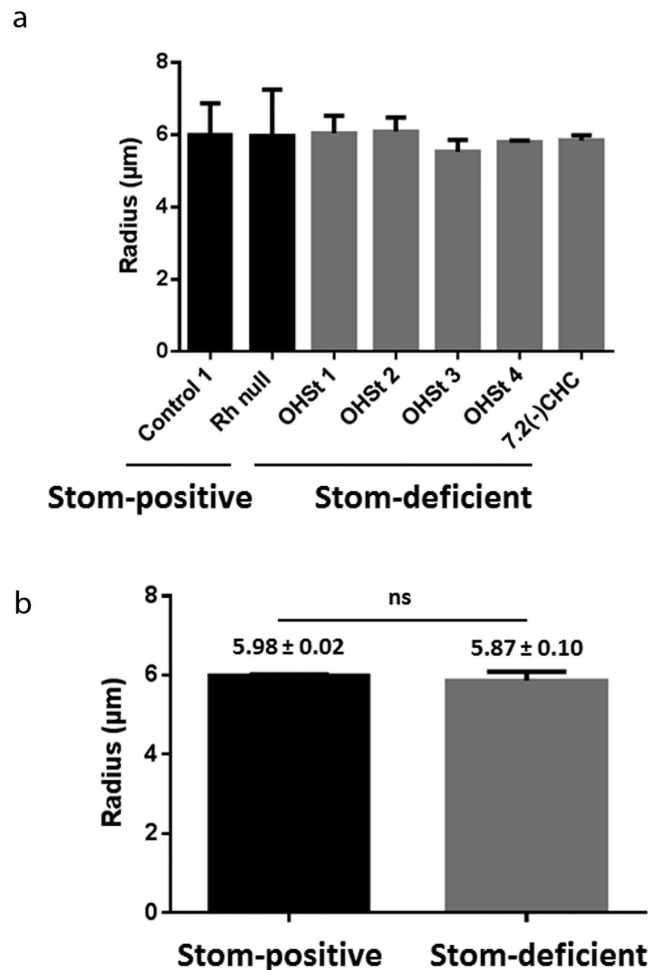 a
8
6
4
2
0
Radius (µm)
Control 1
Rh null
OHSt 1
OHSt 2
OHSt 3
OHSt 4
7.2(-)CHC
Stom-positive
Stom-deficient
b
ns
5.98 ± 0.02
5.87 ± 0.10
8
6
4
2
0
Radius (µm)
Stom-positive
Stom-deficient